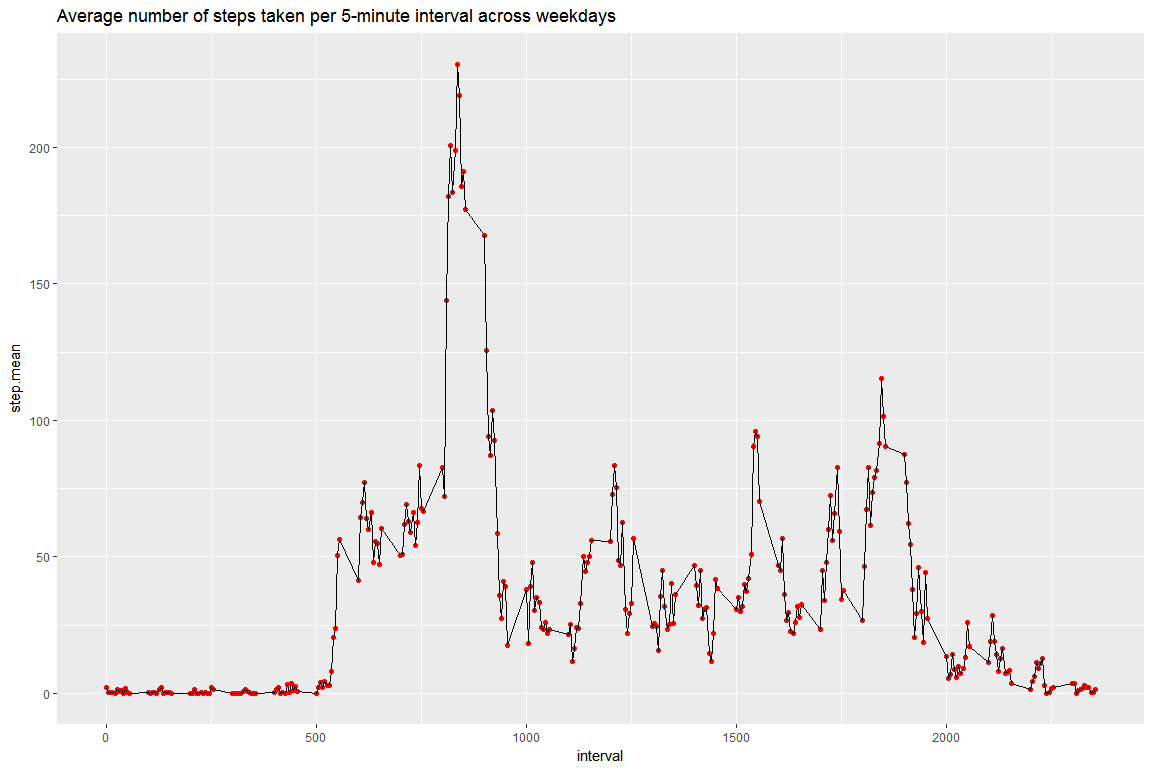 Average number of steps taken per 5-minute interval across weekdays
step.mean
200
150
100
50
0
0 500 1000 1500 2000
interval